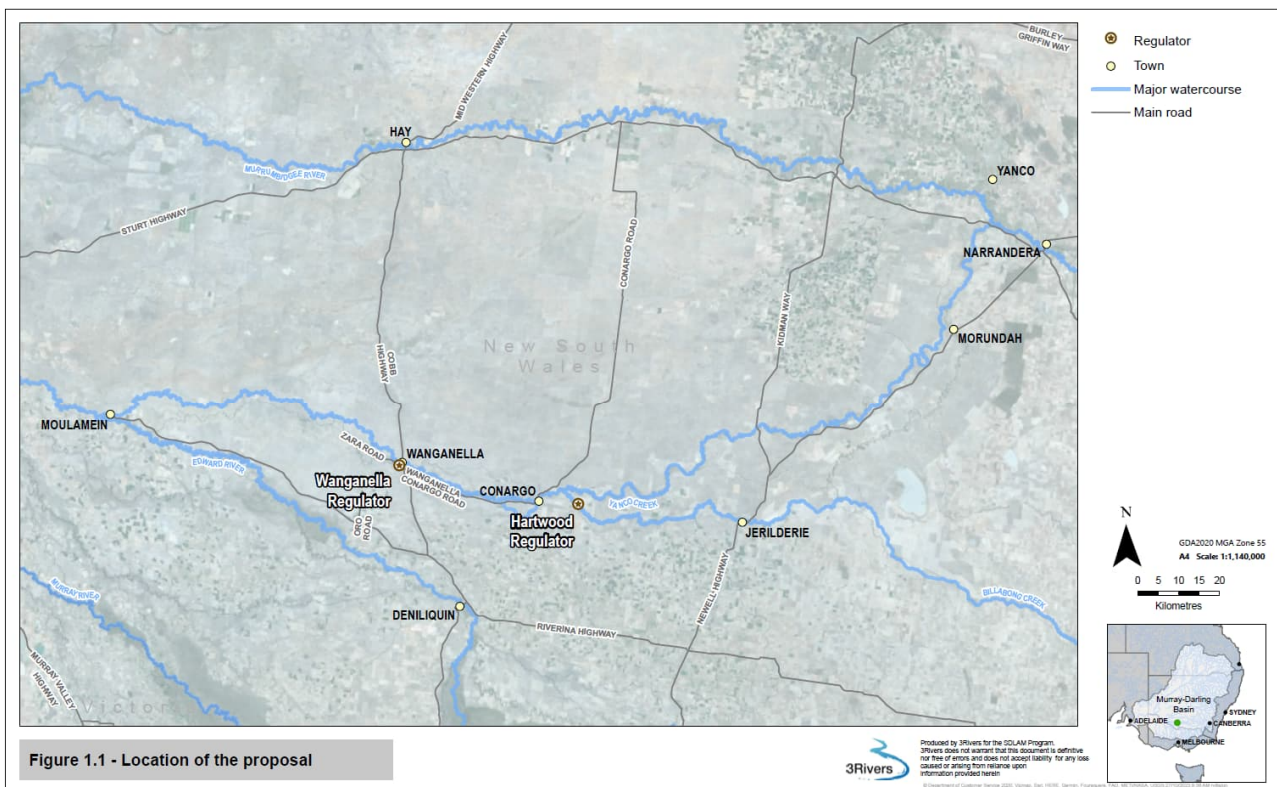 BURLEY
GRIFFIN WAY
MID WESTERN HIGHWAY
HAY
MURRUMBIDGEE RIVER
STURT HIGHWAY
YANCO
NARRANDERA
CONARGO ROAD
KIDMAN WAY
MORUNDAH
COBB
HIGHWAY
New South
Wales
MOULAMEIN
ZARA ROAD
WANGANELLA
EDWARD RIVER
Wanganella
Regulator
WANGANELLA
CONARGO ROAD
CONARGO
YANCO CREEK
Hartwood
Regulator
JERILDERIE
ORO
ROAD
NEWELL HIGHWAY
BILLABONG CREEK
MURRAY RIVER
DENILIQUIN
RIVERINA HIGHWAY
MURRAY VALLEY
HIGHWAY
Victor
Regulator
Town
Major watercourse
Main road
N
GDA2020 MGA Zone 55
A4 Scale: 1:1,140,000
0 5 10 15 20
Kilometres
Murray-Darling
Basin
SYDNEY
ADELAIDE
CANBERRA
MELBOURNE
Figure 1.1 - Location of the proposal
3Rivers
Produced by 3Rivers for the SDLAM Program.
3Rivers does not warrant that this document is definitive
nor free of errors and does not accept liability for any loss
caused or arising from reliance upon
information provided herein